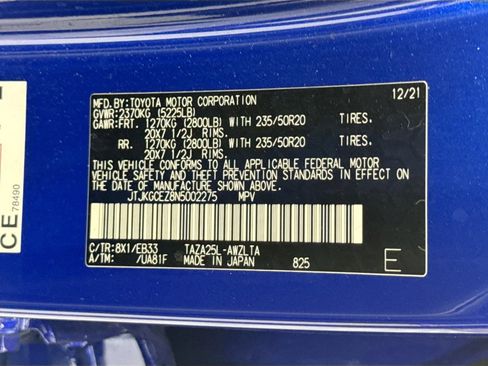 MFD.BY: TOYOTA MOTOR CORPORATION 12/21
GVWR: 2370KG (5225LB)
GAWR:FRT. 1270KG (2800LB) WITH 235/50R20 TIRES.
20X7 1/2J RIMS.
RR. 1270KG (2800LB) WITH 235/50R20 TIRES.
20X7 1/2J RIMS.
THIS VEHICLE CONFORMS TO ALL APPLICABLE FEDERAL MOTOR
VEHICLE SAFETY AND THEFT PREVENTION STANDARDS IN EFFECT ON
THE DATE OF MANUFACTURE SHOWN ABOVE.
JTJKGCEZ8N5002275 MPV
C/TR: 8X1/EB33 TAZA25L-AWZLTA
A/TM: /UA81F MADE IN JAPAN 825 E
CE 78490